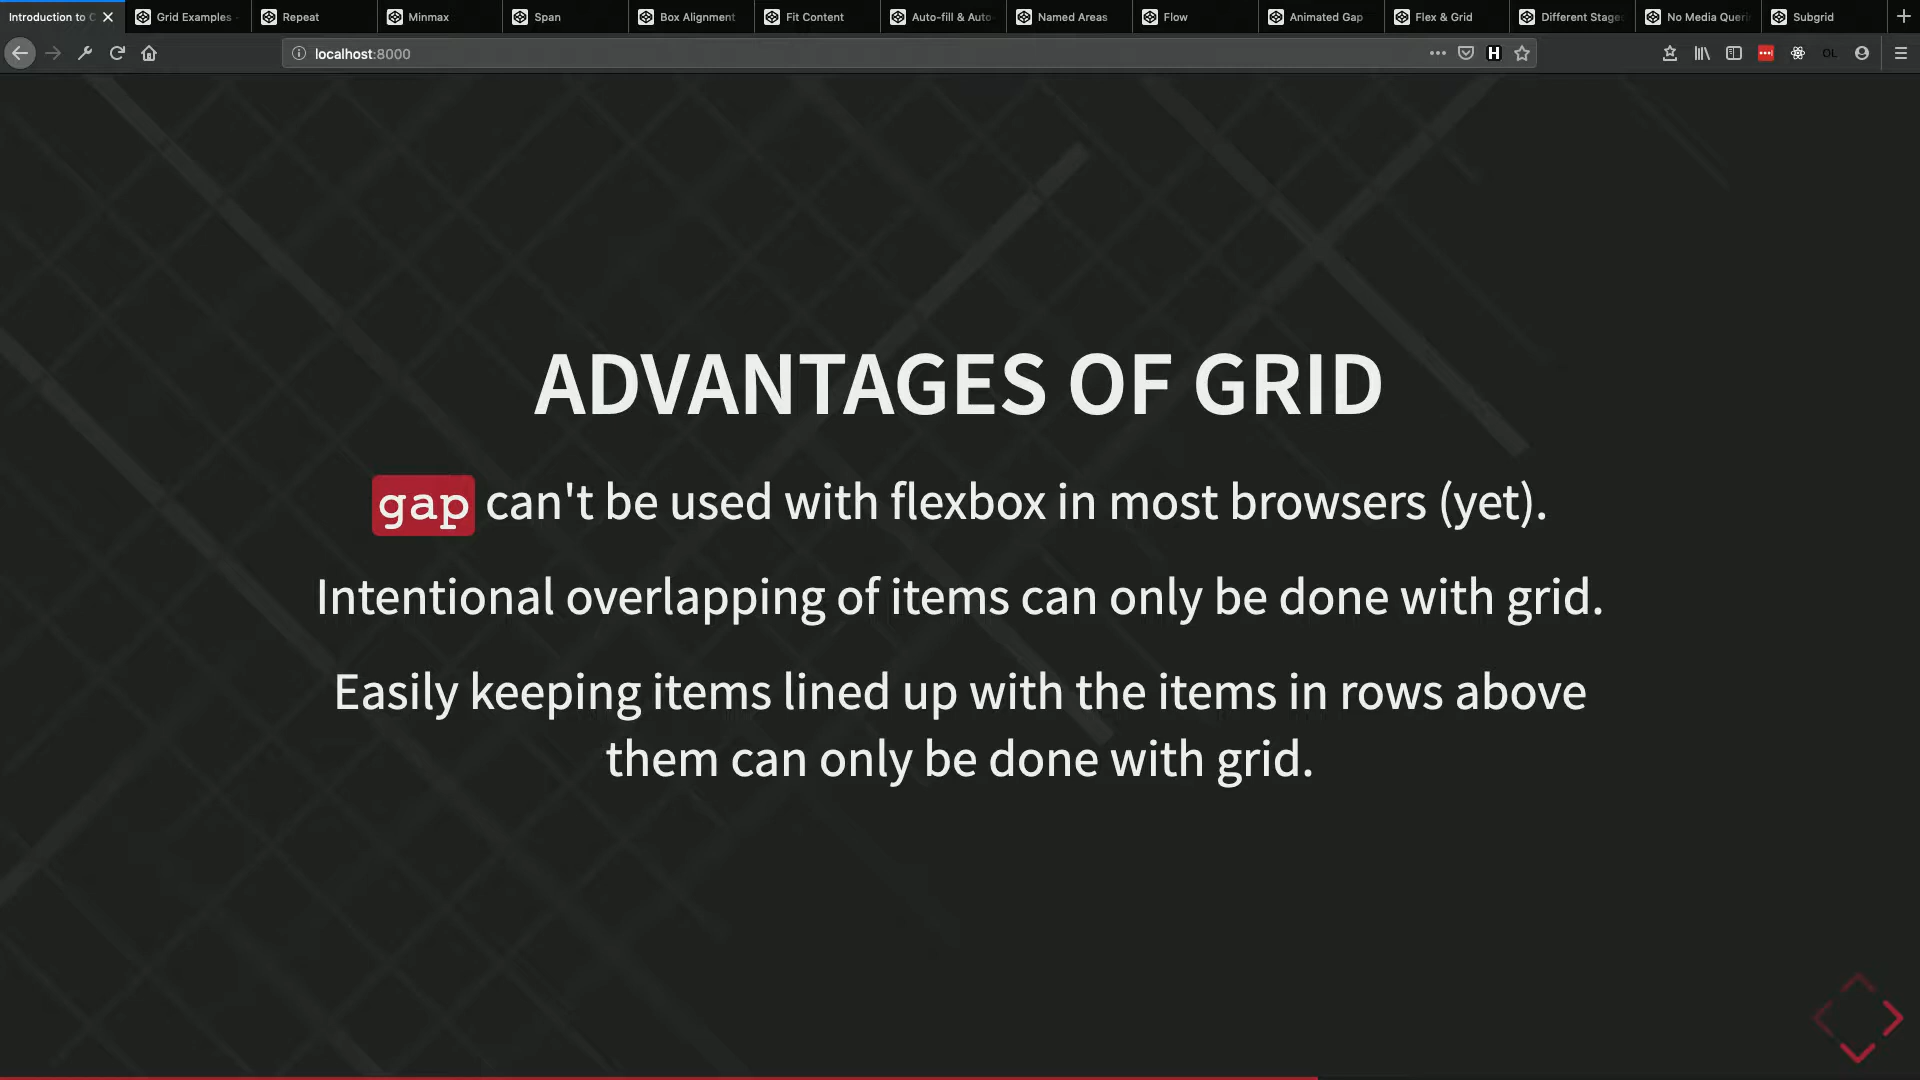 Introduction to C
Grid Examples -
Repeat
Minmax
Span
Box Alignment
Fit Content
Auto-fill & Auto-
Named Areas
Flow
Animated Gap
Flex & Grid
Different Stage
No Media Queri
Subgrid
localhost:8000
H
OL
ADVANTAGES OF GRID
gap can't be used with flexbox in most browsers (yet).
Intentional overlapping of items can only be done with grid.
Easily keeping items lined up with the items in rows above
them can only be done with grid.